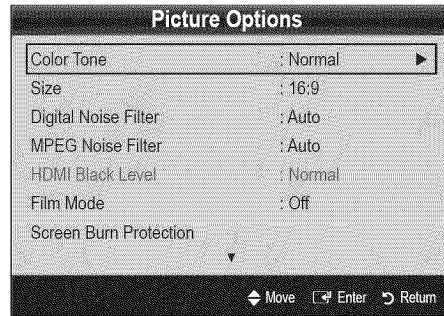 Picture Options
Color Tone : Normal ►
Size : 16:9
Digital Noise Filter : Auto
MPEG Noise Filter : Auto
HDMI Black Level : Normal
Film Mode : Off
Screen Burn Protection
▼
Move Enter Return